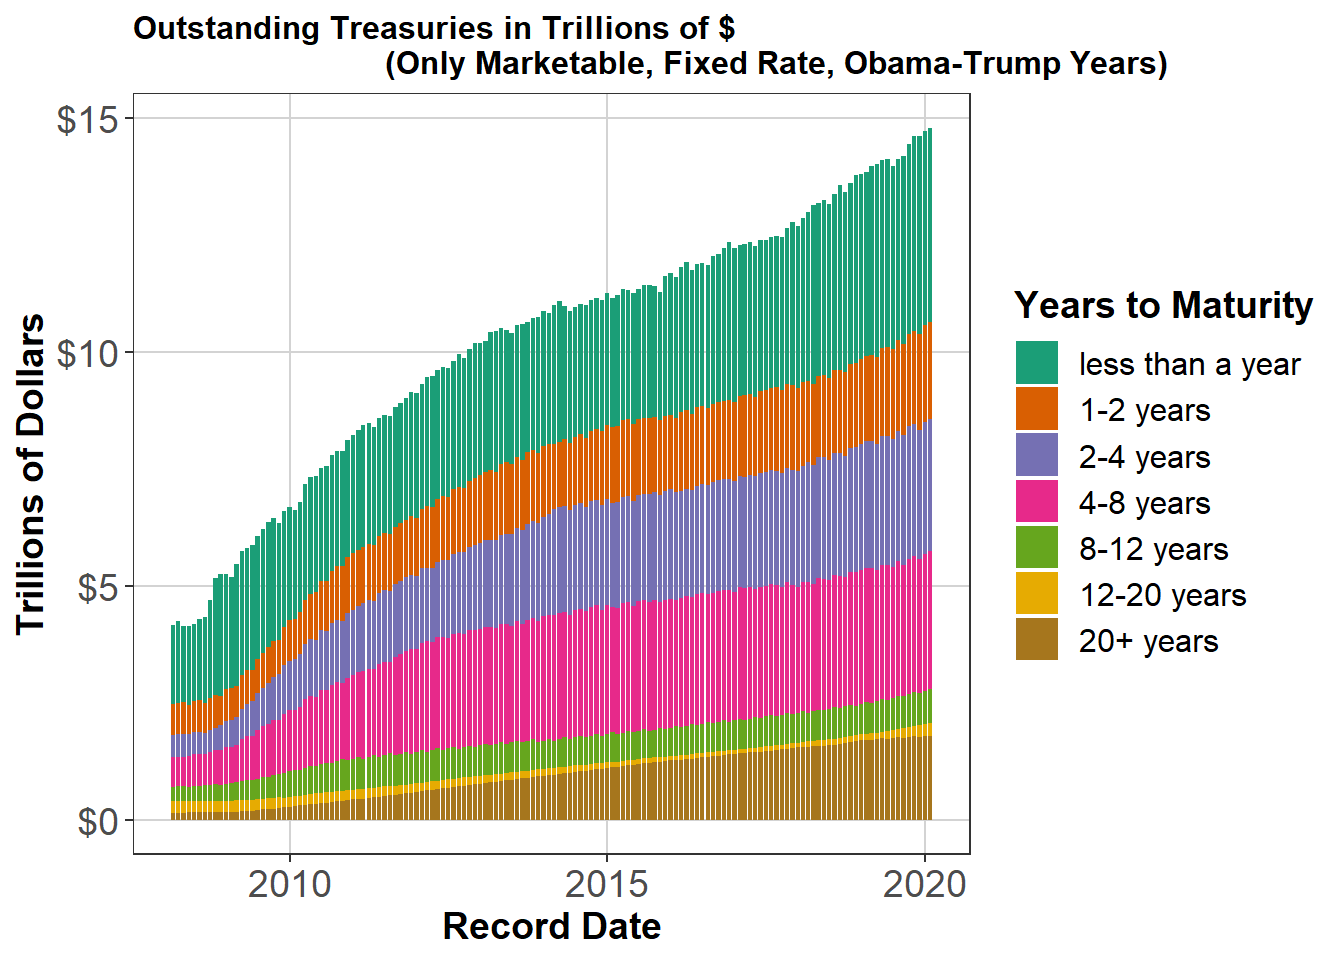 Outstanding Treasuries in Trillions of $
(Only Marketable, Fixed Rate, Obama-Trump Years)
Trillions of Dollars
$15
$10
$5
$0
2010
2015
2020
Record Date
Years to Maturity
less than a year
1-2 years
2-4 years
4-8 years
8-12 years
12-20 years
20+ years